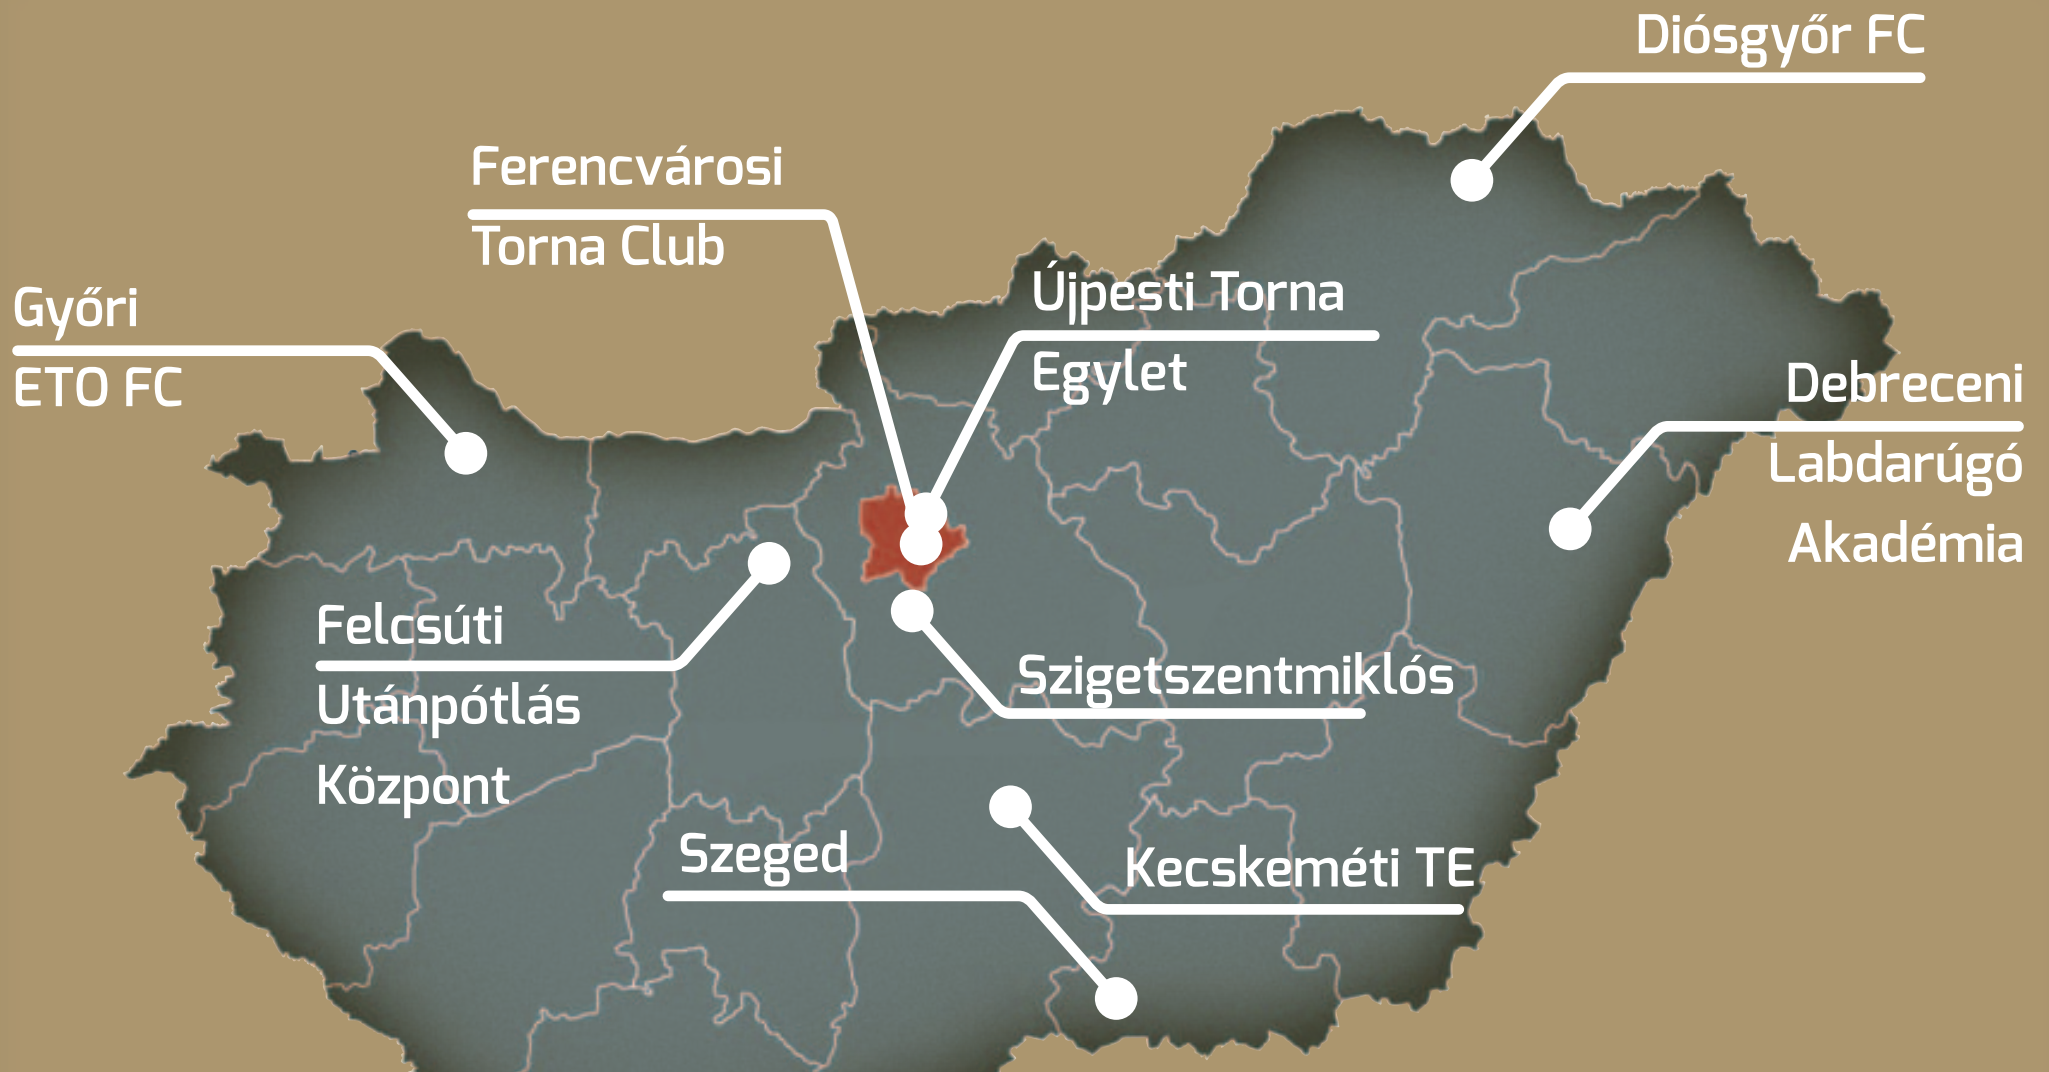 Diósgyőr FC
Ferencvárosi
Torna Club
Újpesti Torna
Egylet
Győri
ETO FC
Debreceni
Labdarúgó
Akadémia
Felcsúti
Utánpótlás
Központ
Szigetszentmiklós
Szeged
Kecskeméti TE